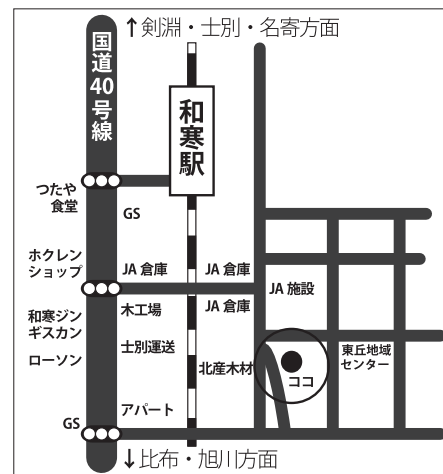 ↑剣淵・士別・名寄方面
国道40号線
和寒駅
つたや
食堂
GS
ホクレン
ショップ
JA 倉庫
JA 倉庫
JA 倉庫
JA 施設
和寒ジン
ギスカン
木工場
ローソン
士別運送
北産木材
ココ
東丘地域
センター
アパート
GS
↓比布・旭川方面